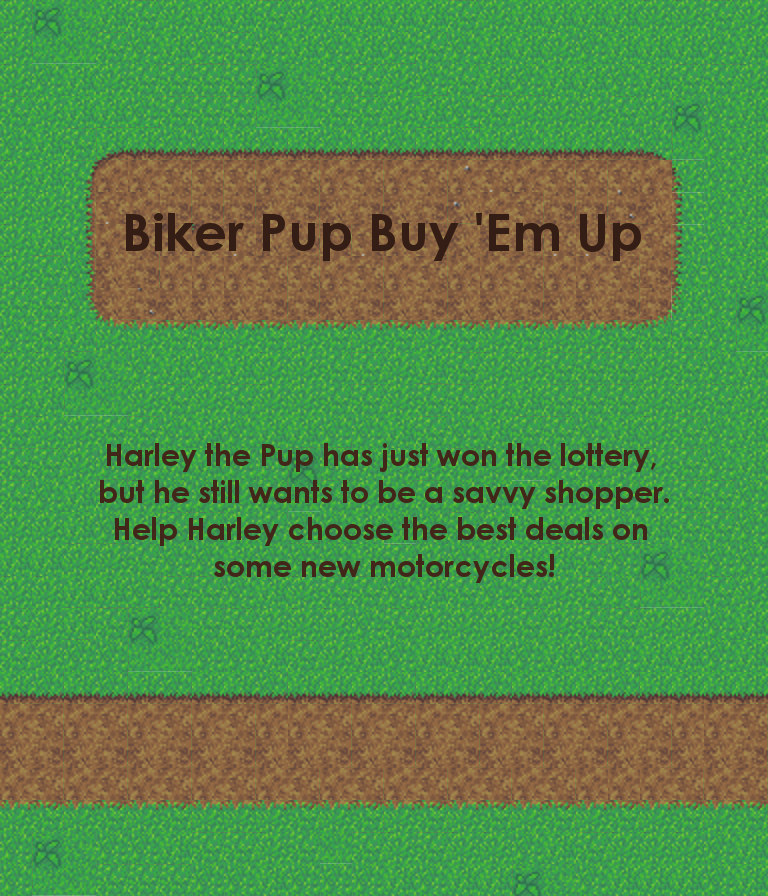 Biker Pup Buy 'Em Up
Harley the Pup has just won the lottery,
but he still wants to be a savvy shopper.
Help Harley choose the best deals on
some new motorcycles!